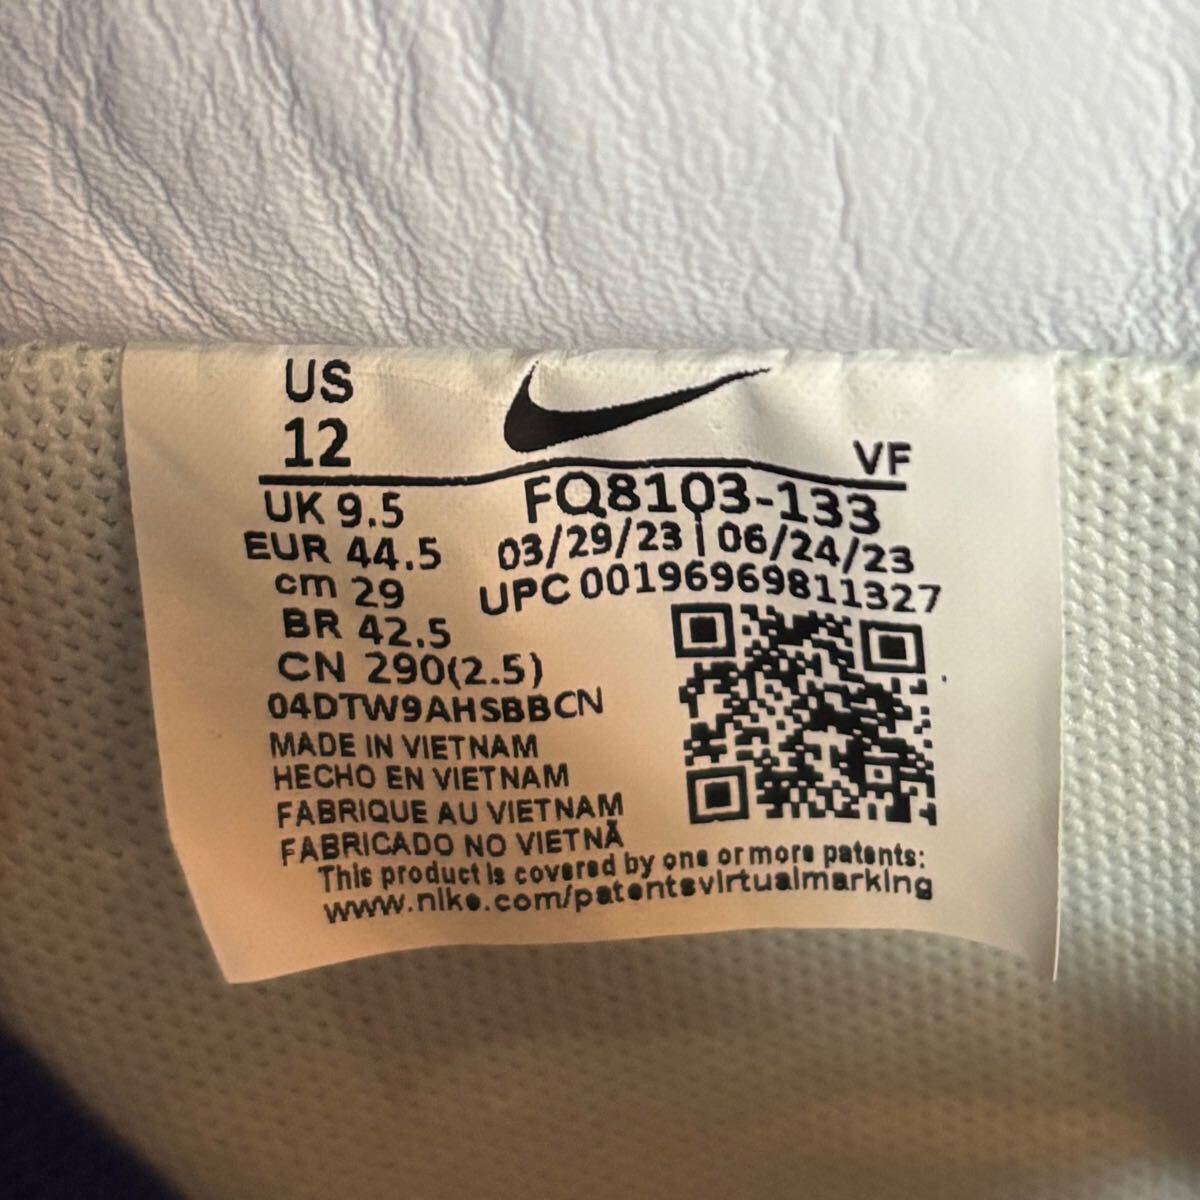 US
12
VF
UK 9.5
FQ8103-133
EUR 44.5
03/29/23 | 06/24/23
cm 29
UPC 00196969811327
BR 42.5
CN 290(2.5)
04DTW9AHSBBCN
MADE IN VIETNAM
HECHO EN VIETNAM
FABRIQUE AU VIETNAM
FABRICADO NO VIETNÃ
This product is covered by one or more patents:
www.nike.com/patentsvirtualmarking